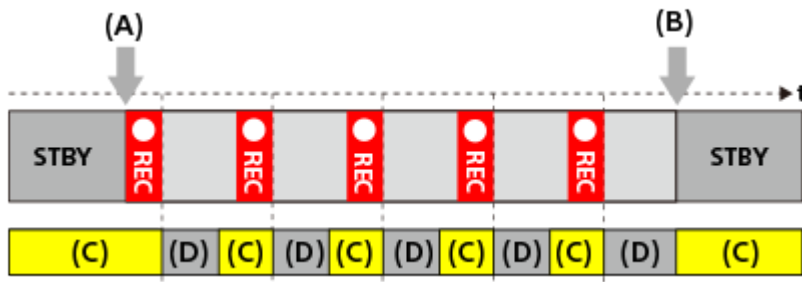 (A) (B)
t
STBY REC REC REC REC REC STBY
(C) (D) (C) (D) (C) (D) (C) (D) (C) (D) (C)